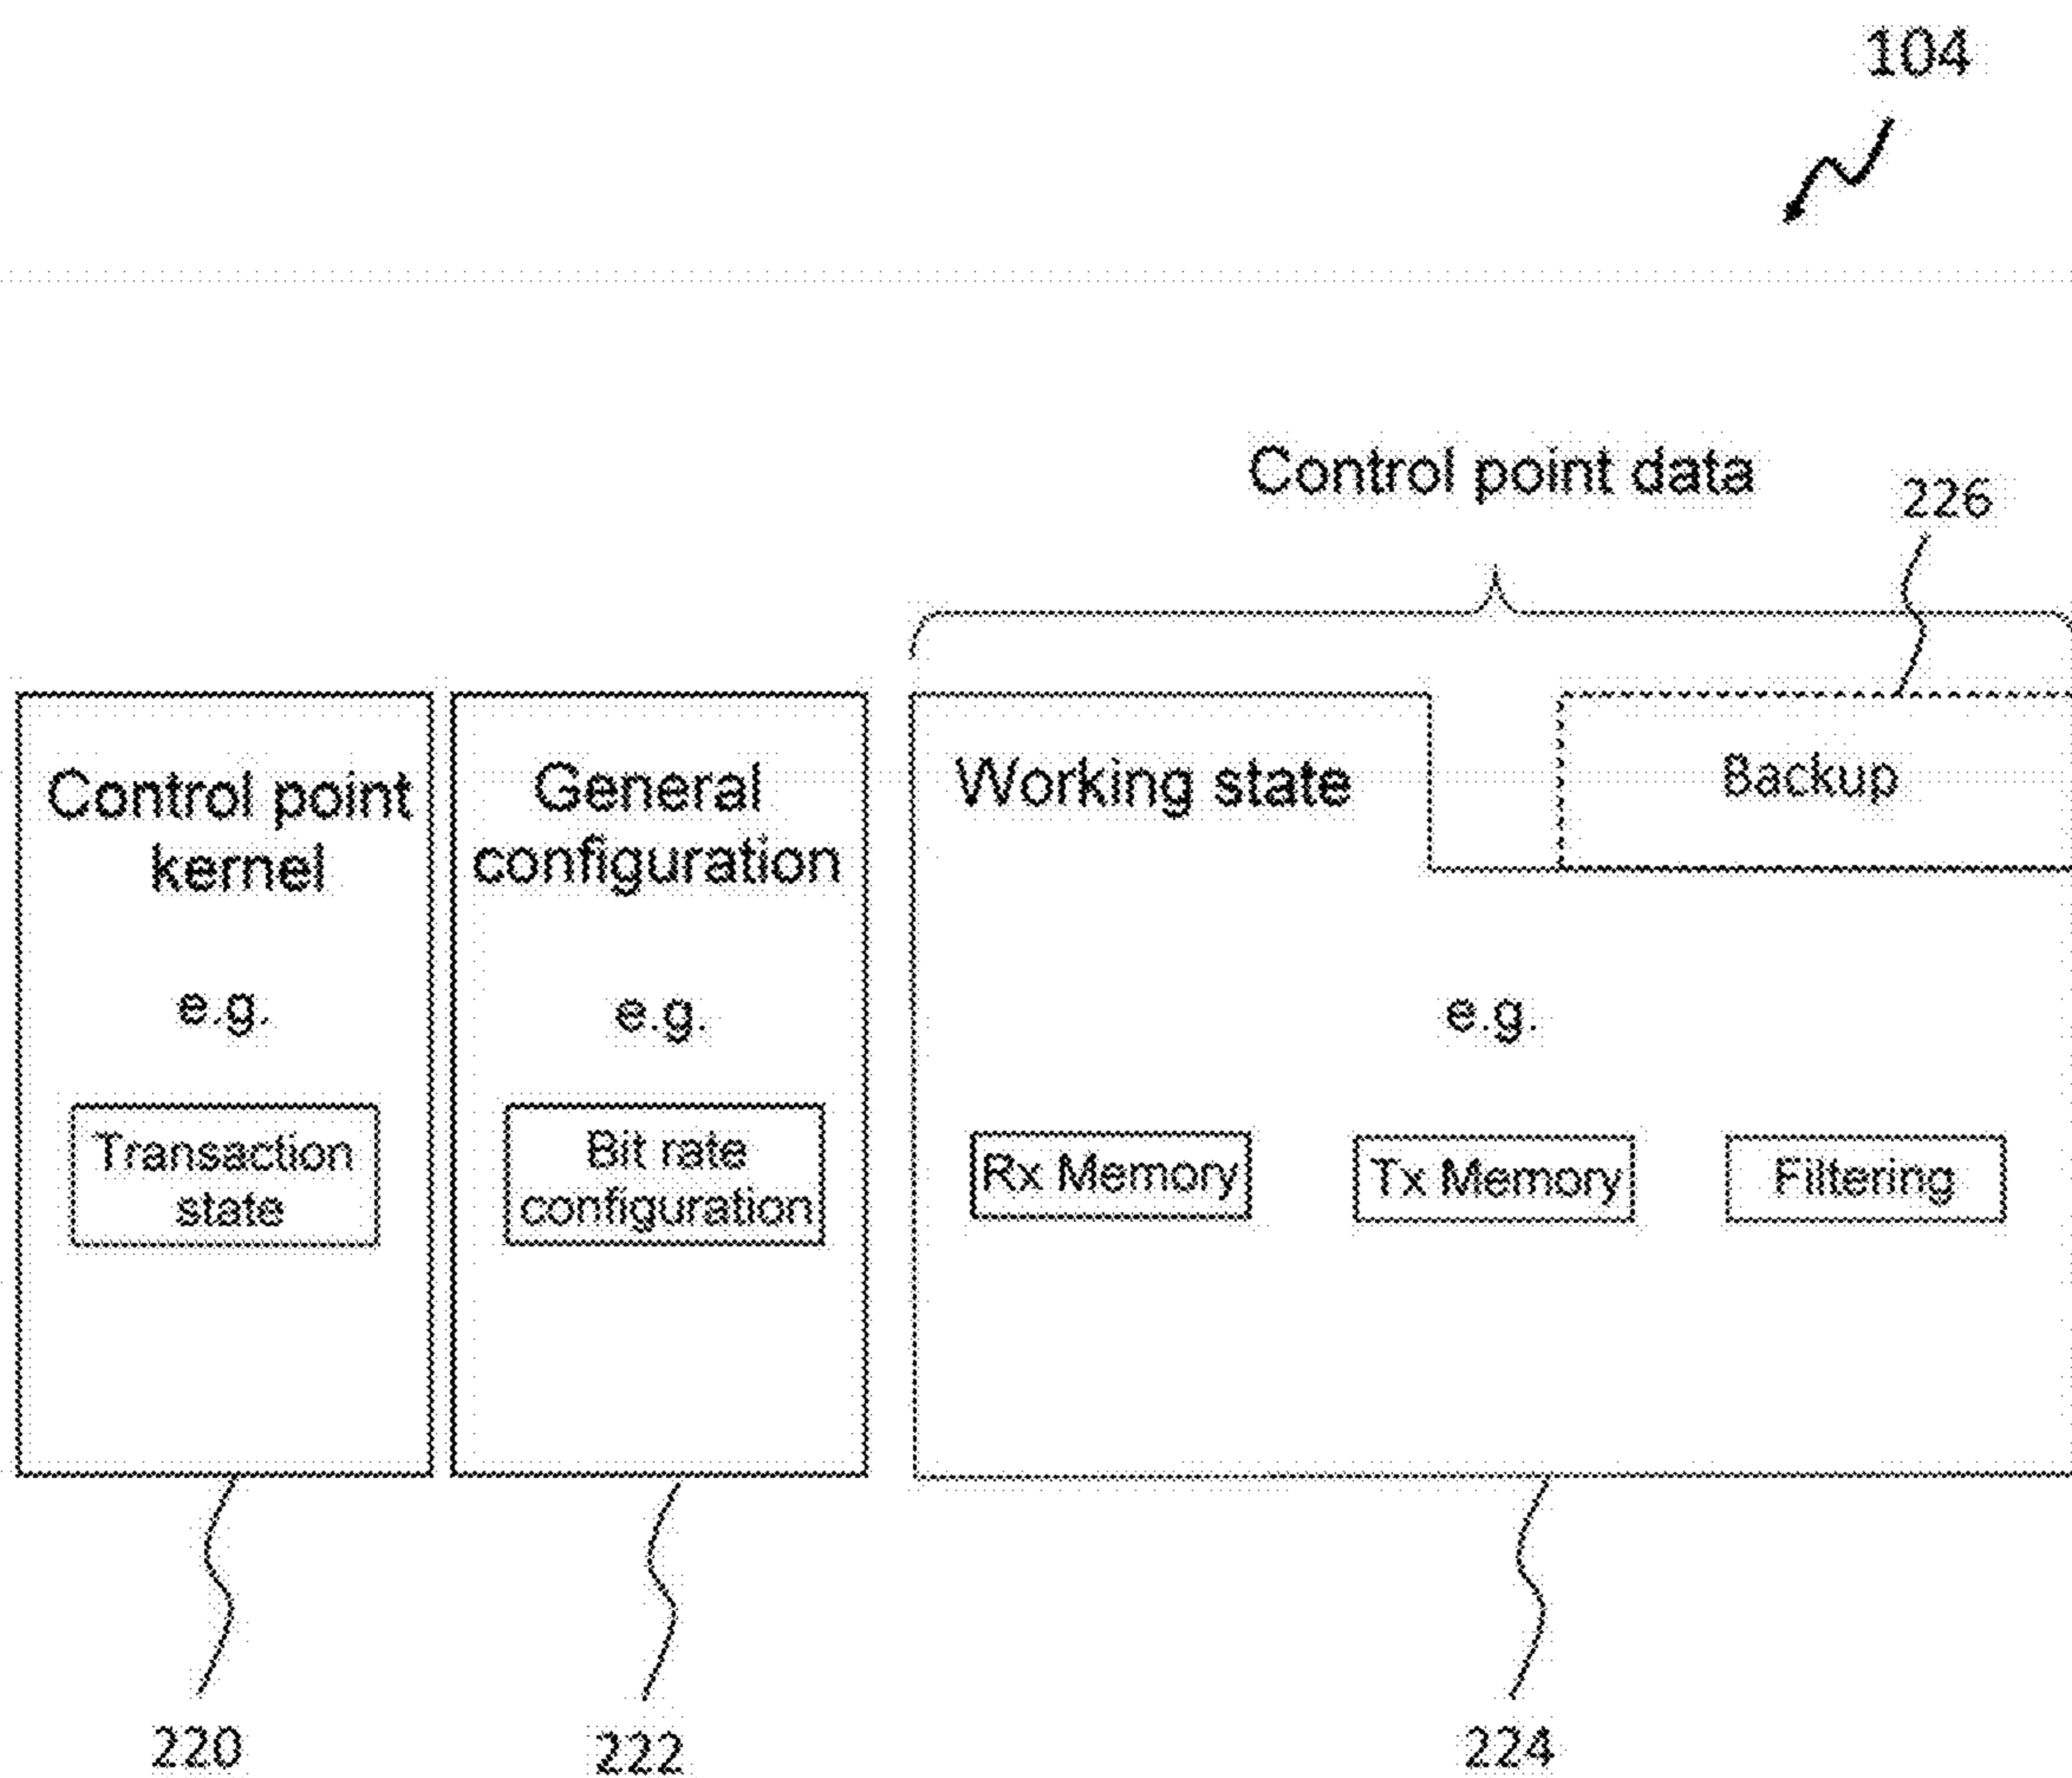 104
Control point data
226
Control point
kernel
e.g.
Transaction
state
General
configuration
e.g.
Bit rate
configuration
Working state
Backup
e.g.
Rx Memory
Tx Memory
Filtering
220
222
224